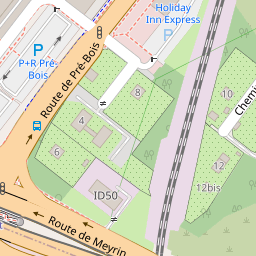 Holiday
Inn Express
P
P+R Pré-
Bois
Route de Pré-Bois
8
10
Chemi
4
6
12
12bis
ID50
Route de Meyrin
P